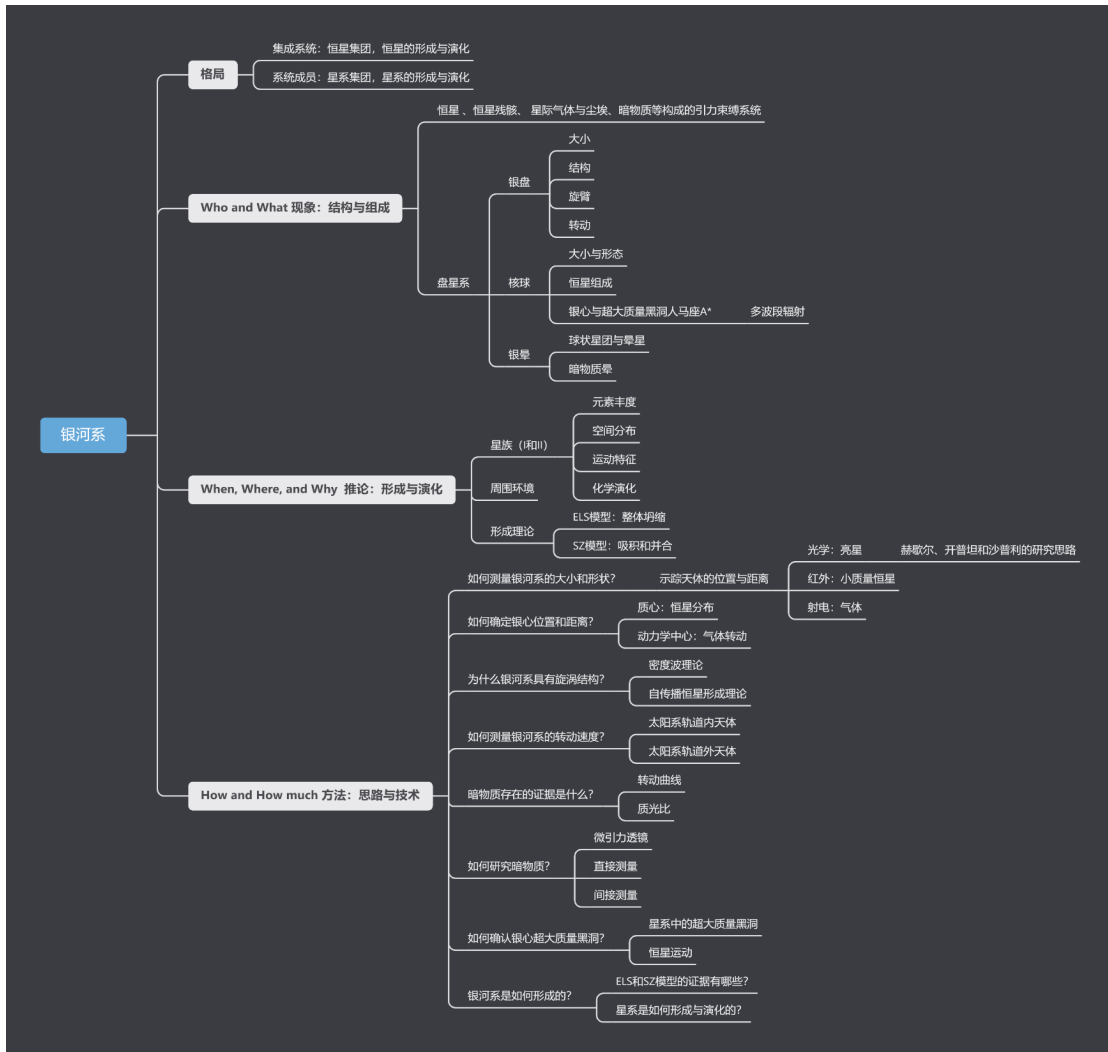 银河系
格局
集成系统：恒星集团，恒星的形成与演化
系统成员：星系集团，星系的形成与演化
Who and What 现象：结构与组成
恒星 、恒星残骸、 星际气体与尘埃、暗物质等构成的引力束缚系统
盘星系
银盘
大小
结构
旋臂
转动
核球
大小与形态
恒星组成
银心与超大质量黑洞人马座A*
多波段辐射
银晕
球状星团与晕星
暗物质晕
When, Where, and Why 推论：形成与演化
星族（I和II）
元素丰度
空间分布
运动特征
化学演化
周围环境
形成理论
ELS模型：整体坍缩
SZ模型：吸积和并合
How and How much 方法：思路与技术
如何测量银河系的大小和形状？
示踪天体的位置与距离
光学：亮星
赫歇尔、开普坦和沙普利的研究思路
红外：小质量恒星
射电：气体
如何确定银心位置和距离？
质心：恒星分布
动力学中心：气体转动
为什么银河系具有旋涡结构？
密度波理论
自传播恒星形成理论
如何测量银河系的转动速度？
太阳系轨道内天体
太阳系轨道外天体
暗物质存在的证据是什么？
转动曲线
质光比
如何研究暗物质？
微引力透镜
直接测量
间接测量
如何确认银心超大质量黑洞？
星系中的超大质量黑洞
恒星运动
银河系是如何形成的？
ELS和SZ模型的证据有哪些？
星系是如何形成与演化的？